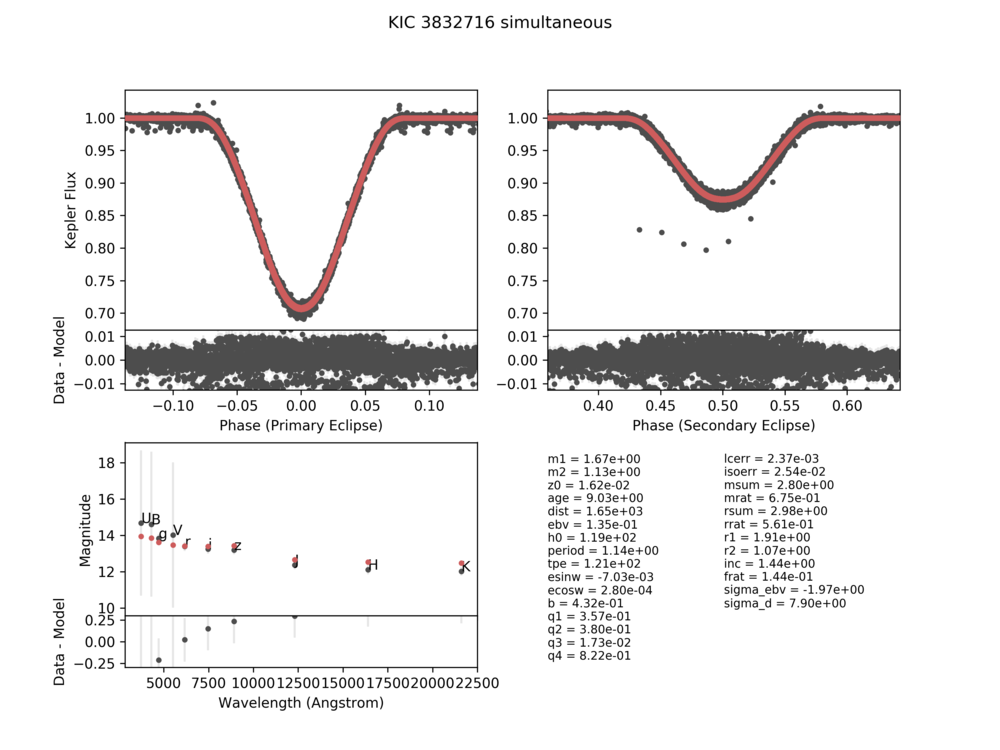 KIC 3832716 simultaneous
1.00
0.95
0.90
0.85
0.80
0.75
0.70
Kepler Flux
0.01
0.00
−0.01
Data - Model
−0.10 −0.05 0.00 0.05 0.10
Phase (Primary Eclipse)
1.00
0.95
0.90
0.85
0.80
0.75
0.70
0.01
0.00
−0.01
0.40 0.45 0.50 0.55 0.60
Phase (Secondary Eclipse)
18
16
14
12
10
Magnitude
U B g V r i z J H K
0.25
0.00
−0.25
Data - Model
5000 7500 10000 12500 15000 17500 20000 22500
Wavelength (Angstrom)
m1 = 1.67e+00
m2 = 1.13e+00
z0 = 1.62e-02
age = 9.03e+00
dist = 1.65e+03
ebv = 1.35e-01
h0 = 1.19e+02
period = 1.14e+00
tpe = 1.21e+02
esinw = -7.03e-03
ecosw = 2.80e-04
b = 4.32e-01
q1 = 3.57e-01
q2 = 3.80e-01
q3 = 1.73e-02
q4 = 8.22e-01
lcerr = 2.37e-03
isoerr = 2.54e-02
msum = 2.80e+00
mrat = 6.75e-01
rsum = 2.98e+00
rrat = 5.61e-01
r1 = 1.91e+00
r2 = 1.07e+00
inc = 1.44e+00
frat = 1.44e-01
sigma_ebv = -1.97e+00
sigma_d = 7.90e+00